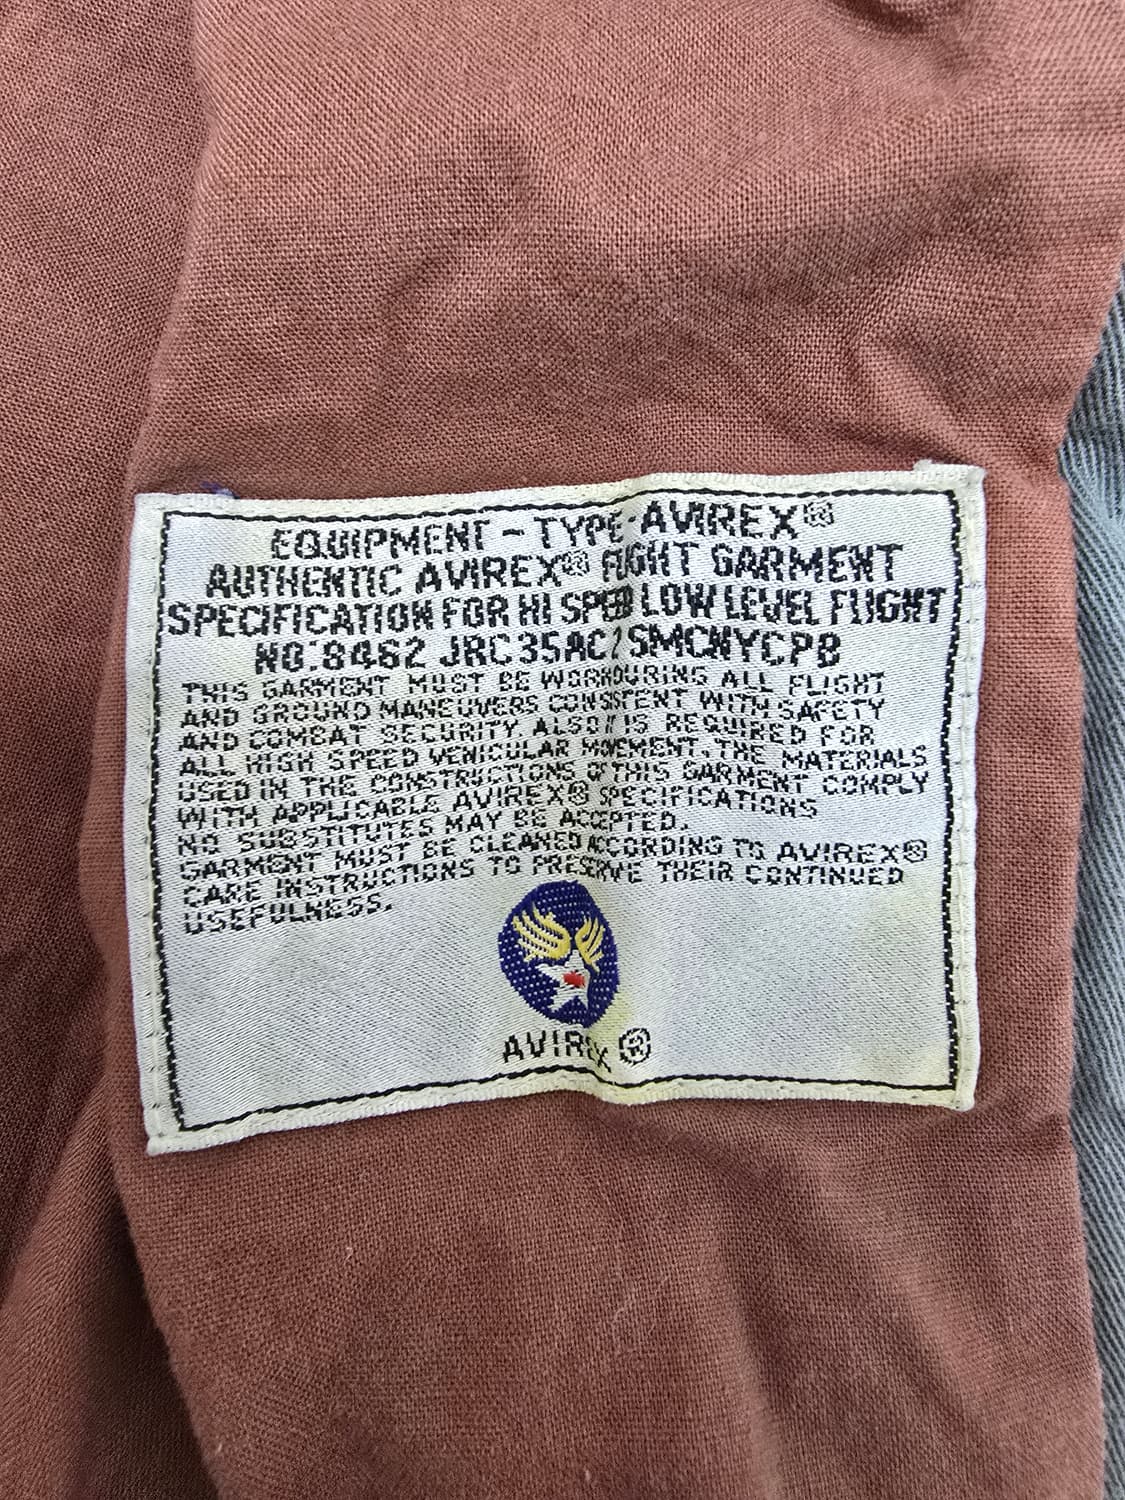 EQUIPMENT - TYPE-AVIREX®
AUTHENTIC AVIREX® FLIGHT GARMENT
SPECIFICATION FOR HI SPEED LOW LEVEL FLIGHT
NO:8462 JRC35AC2SMCNYCPB
THIS GARMENT MUST BE WORN DURING ALL FLIGHT
AND GROUND MANEUVERS CONSISTENT WITH SAFETY
AND COMBAT SECURITY. ALSO IT IS REQUIRED FOR
ALL HIGH SPEED VEHICULAR MOVEMENT. THE MATERIALS
USED IN THE CONSTRUCTIONS OF THIS GARMENT COMPLY
WITH APPLICABLE AVIREX® SPECIFICATIONS
NO SUBSTITUTES MAY BE ACCEPTED.
GARMENT MUST BE CLEANED ACCORDING TO AVIREX®
CARE INSTRUCTIONS TO PRESERVE THEIR CONTINUED
USEFULNESS.
AVIREX ®